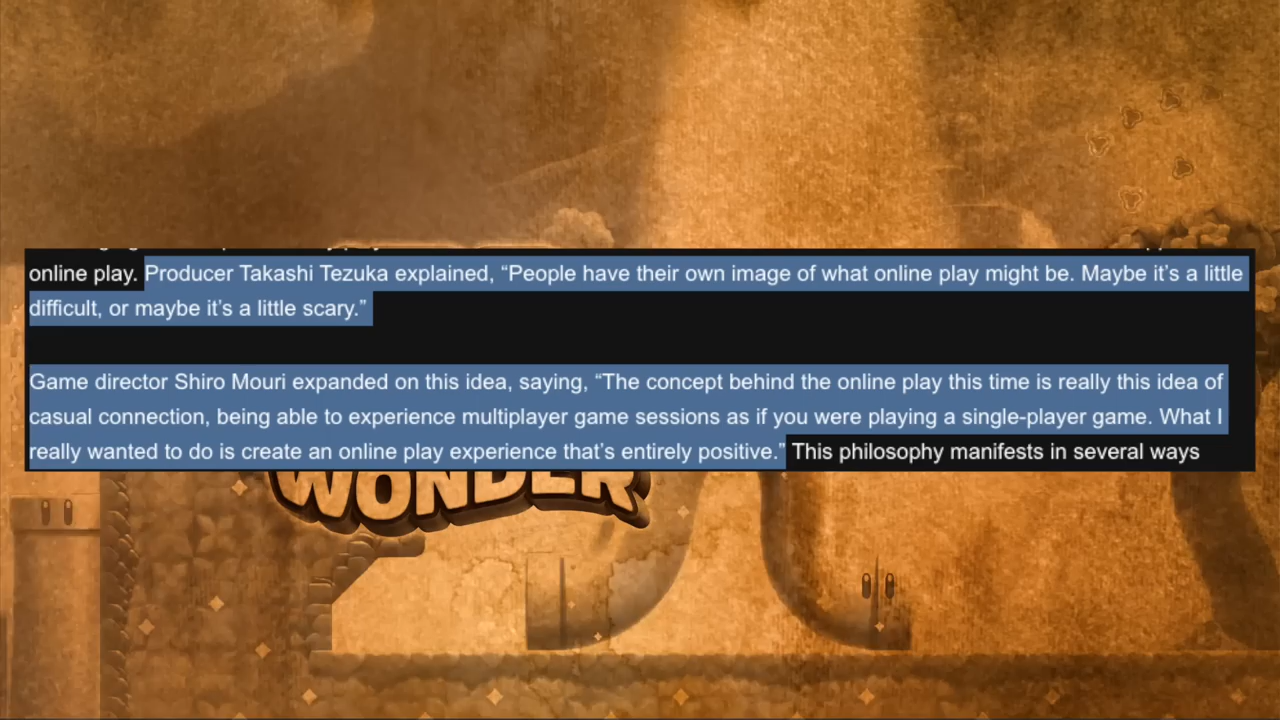 online play. Producer Takashi Tezuka explained, “People have their own image of what online play might be. Maybe it’s a little
difficult, or maybe it’s a little scary.”
Game director Shiro Mouri expanded on this idea, saying, “The concept behind the online play this time is really this idea of
casual connection, being able to experience multiplayer game sessions as if you were playing a single-player game. What I
really wanted to do is create an online play experience that’s entirely positive.” This philosophy manifests in several ways
WONDER